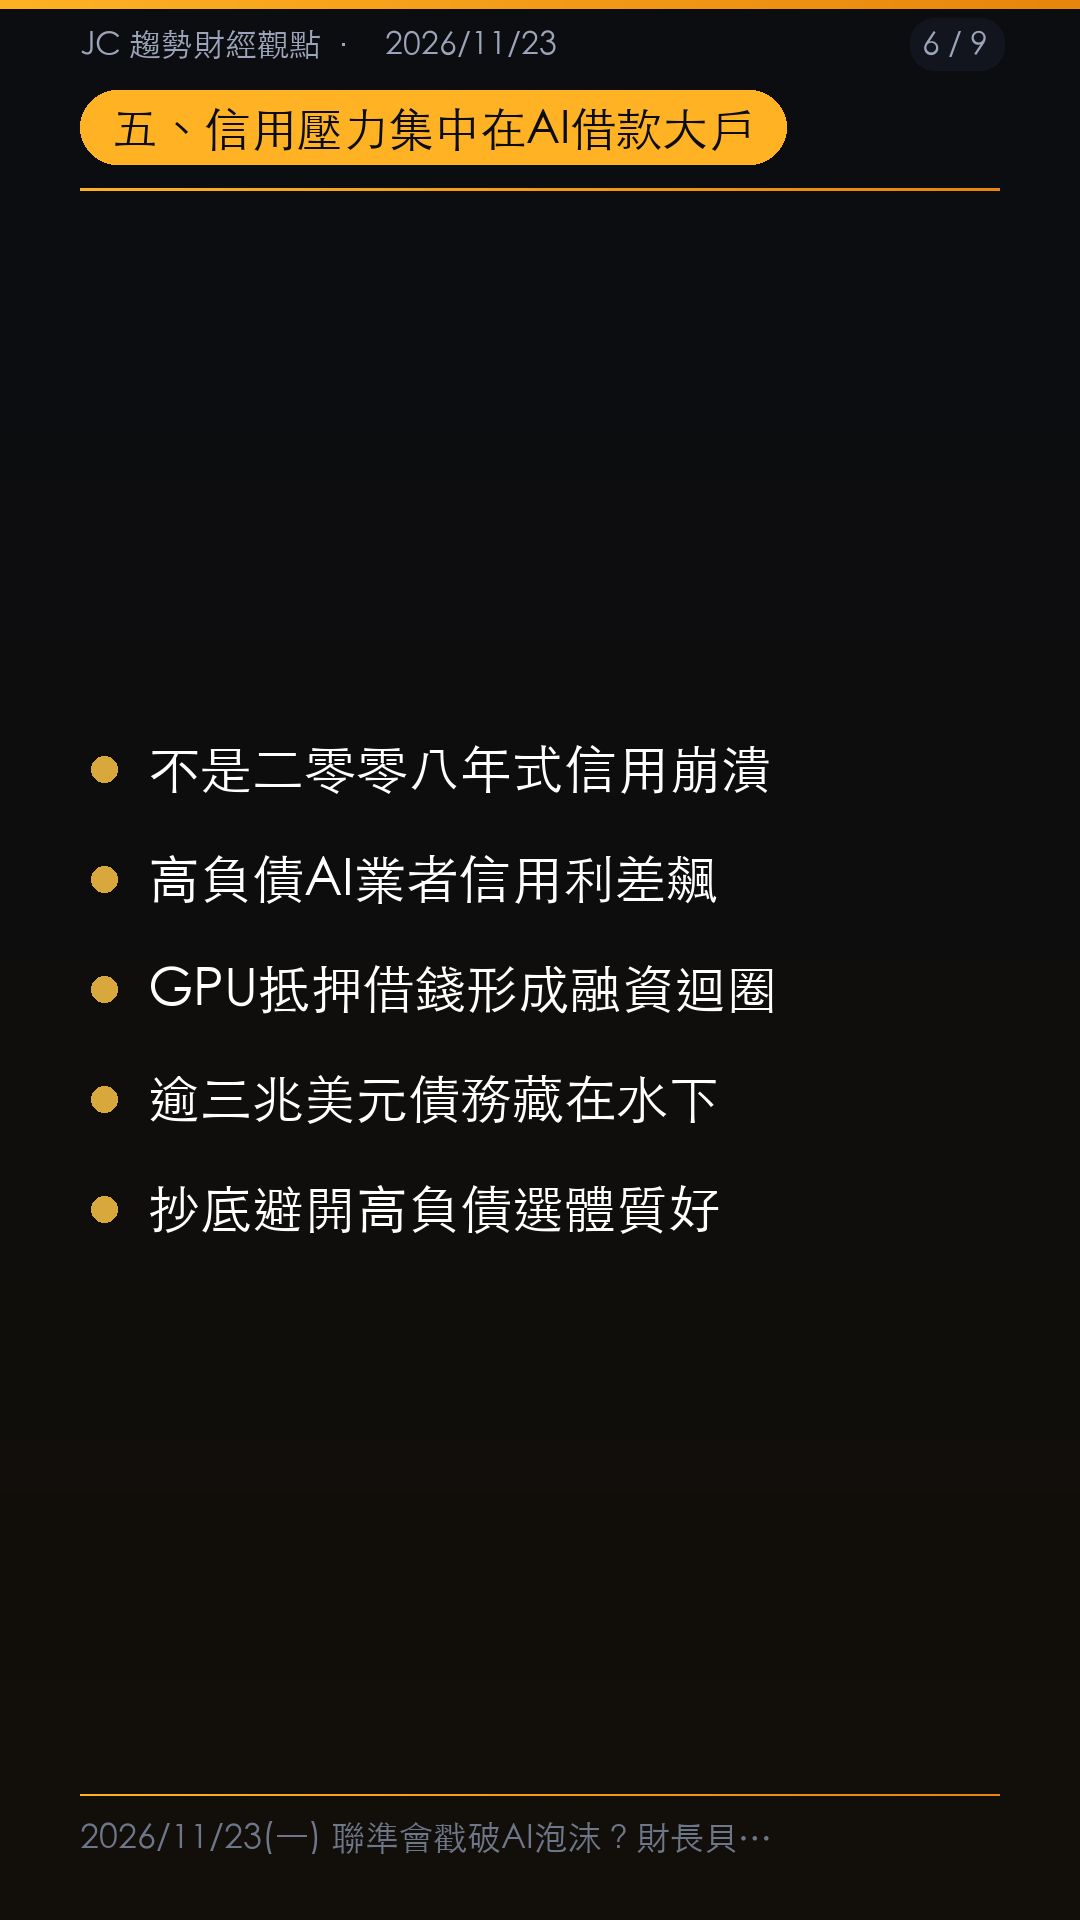 JC 趨勢財經觀點 · 2026/11/23
6 / 9
五、信用壓力集中在AI借款大戶
不是二零零八年式信用崩潰
高負債AI業者信用利差飆
GPU抵押借錢形成融資迴圈
逾三兆美元債務藏在水下
抄底避開高負債選體質好
2026/11/23(一) 聯準會戳破AI泡沫？財長貝⋯